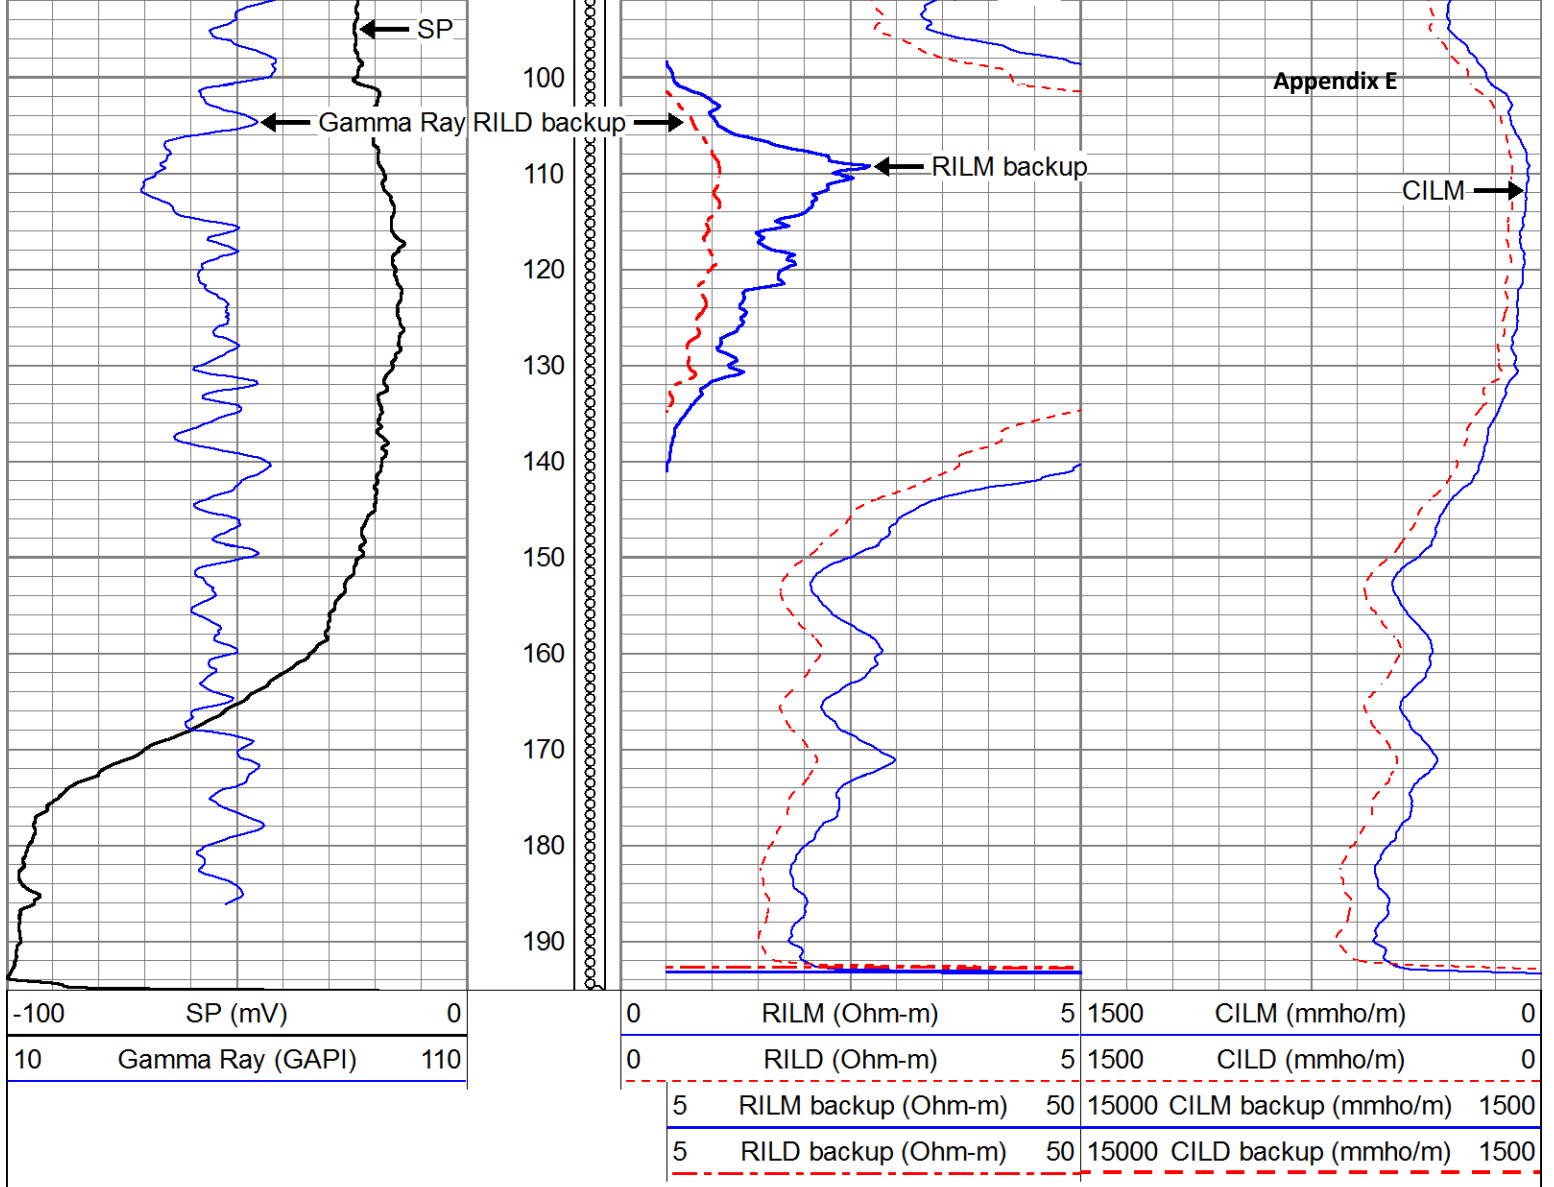 SP
100
Appendix E
Gamma Ray RILD backup
RILM backup
110
CILM
120
130
140
150
160
170
180
190
-100 SP (mV) 0
0 RILM (Ohm-m) 5
1500 CILM (mmho/m) 0
10 Gamma Ray (GAPI) 110
0 RILD (Ohm-m) 5
1500 CILD (mmho/m) 0
5 RILM backup (Ohm-m) 50
15000 CILM backup (mmho/m) 1500
5 RILD backup (Ohm-m) 50
15000 CILD backup (mmho/m) 1500